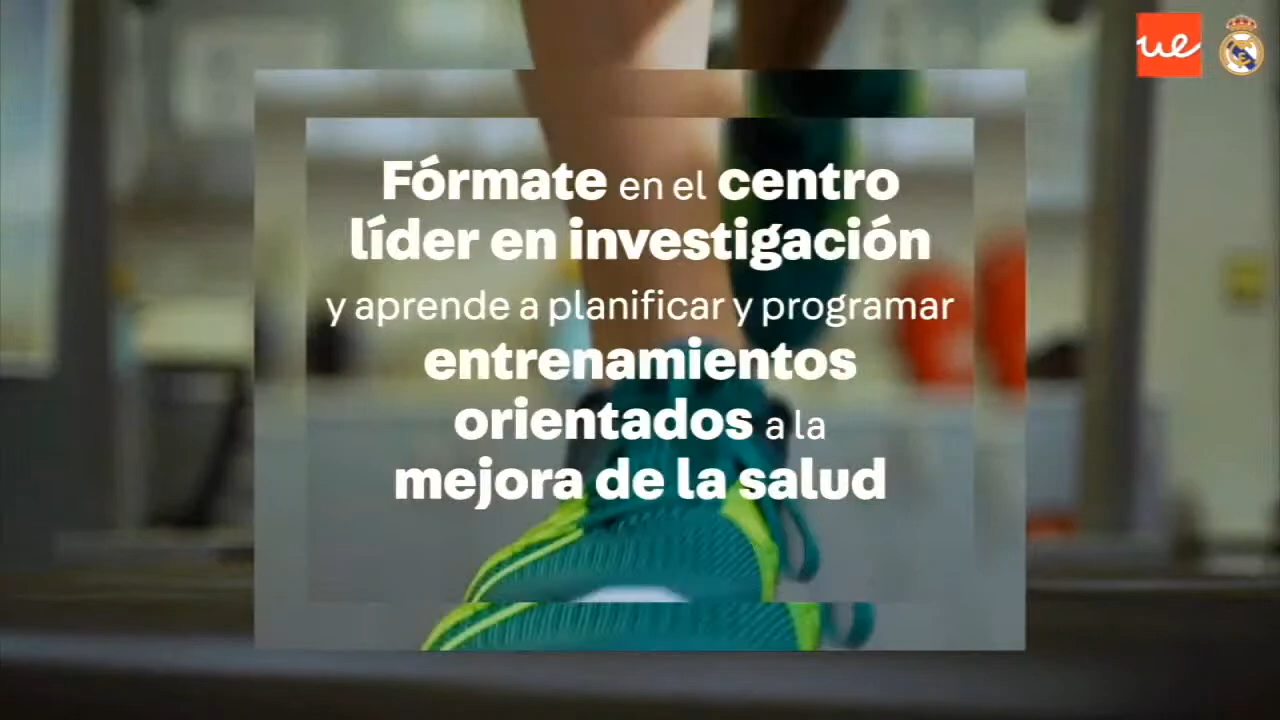 ue
Fórmate en el centro
líder en investigación
y aprende a planificar y programar
entrenamientos
orientados a la
mejora de la salud